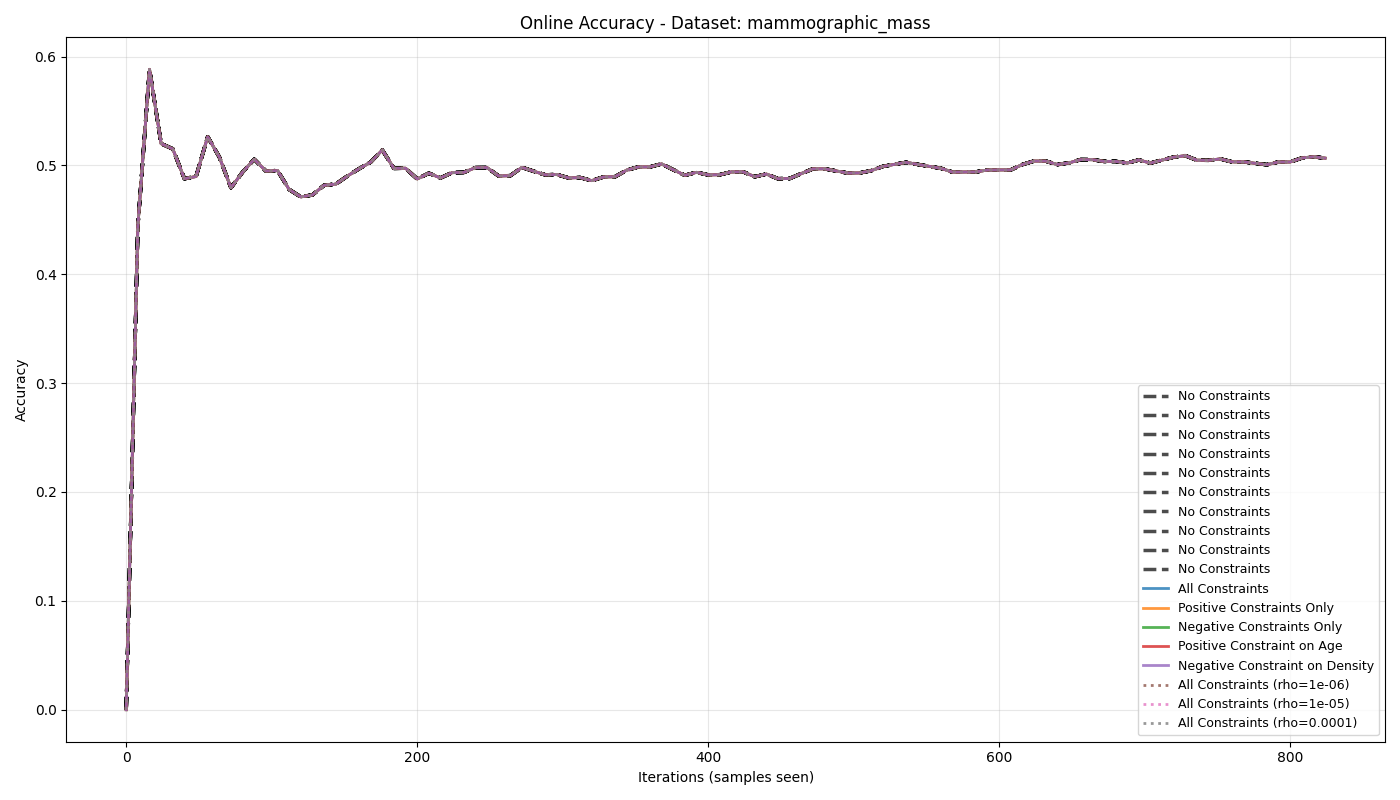 Online Accuracy - Dataset: mammographic_mass
0.6
0.5
0.4
0.3
0.2
0.1
0.0
Accuracy
0
200
400
600
800
Iterations (samples seen)
No Constraints
No Constraints
No Constraints
No Constraints
No Constraints
No Constraints
No Constraints
No Constraints
No Constraints
No Constraints
All Constraints
Positive Constraints Only
Negative Constraints Only
Positive Constraint on Age
Negative Constraint on Density
All Constraints (rho=1e-06)
All Constraints (rho=1e-05)
All Constraints (rho=0.0001)